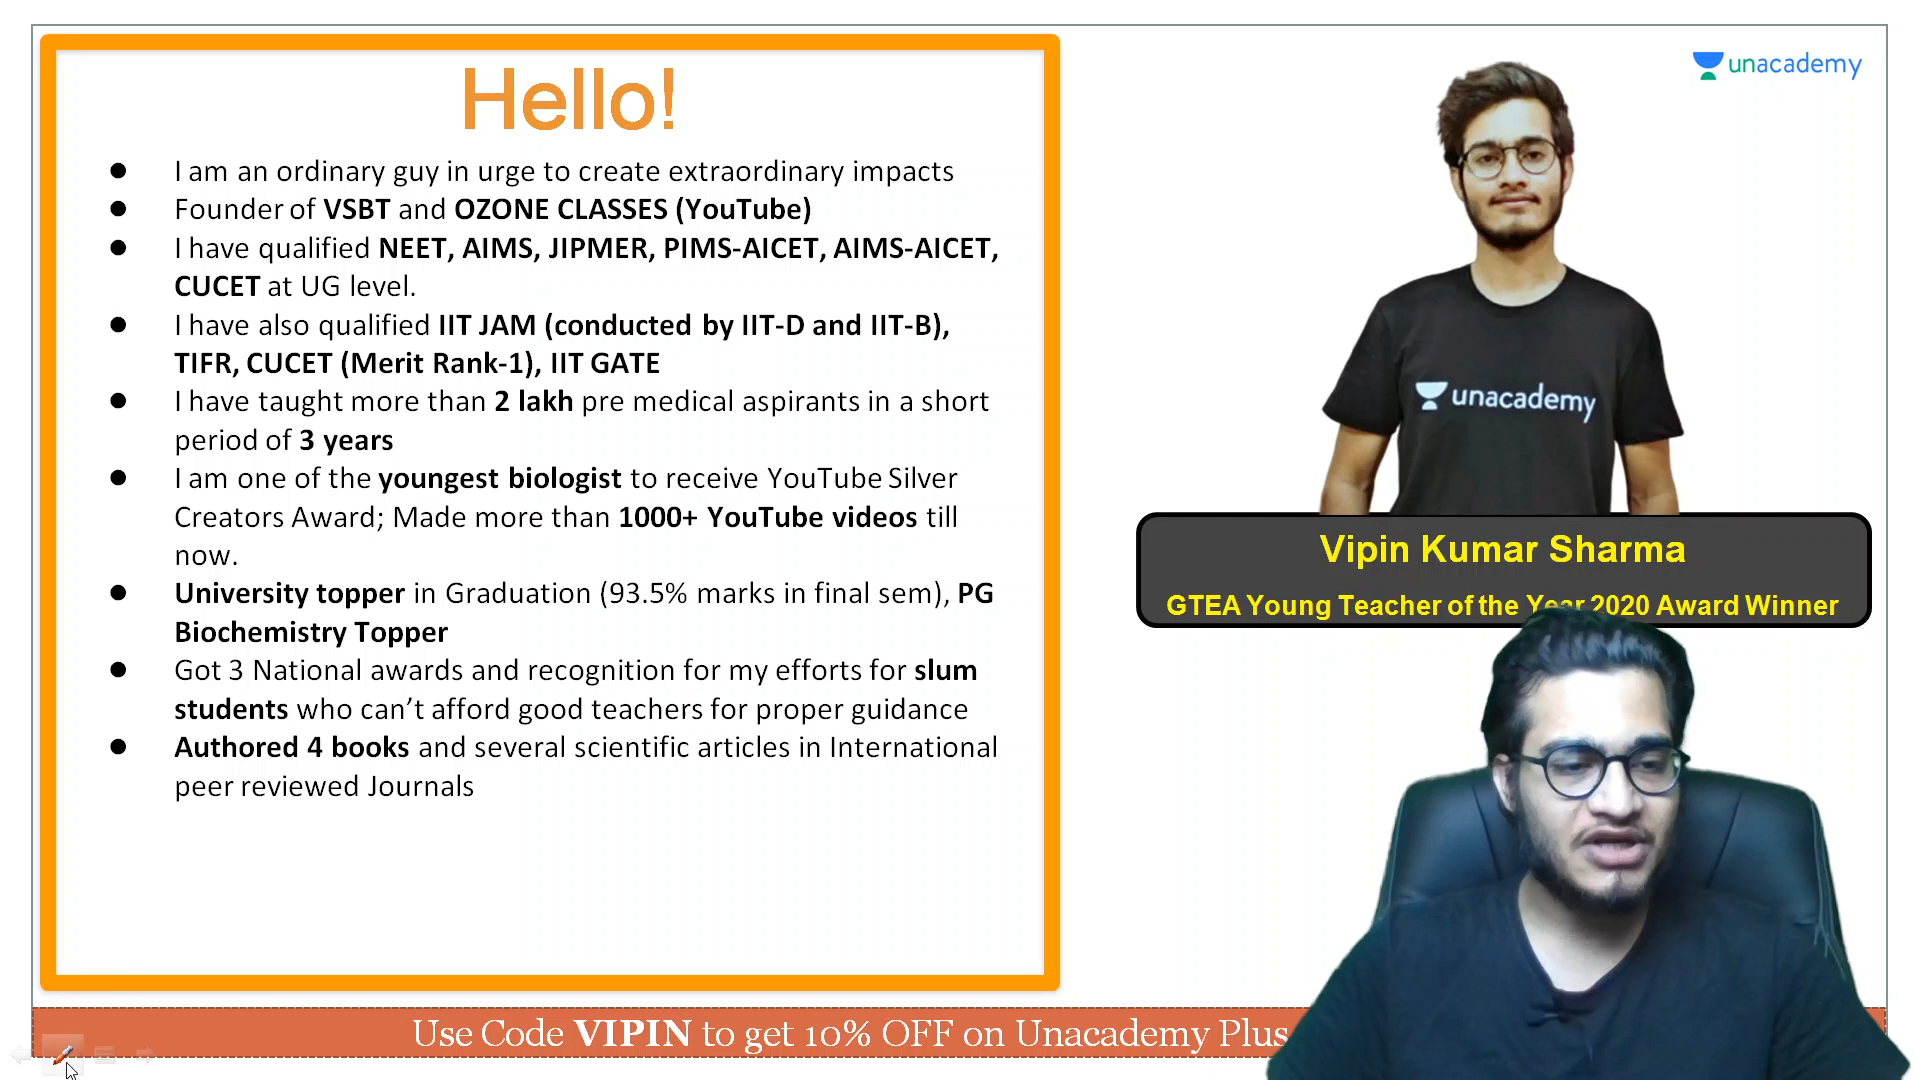 Hello!
● I am an ordinary guy in urge to create extraordinary impacts
● Founder of VSBT and OZONE CLASSES (YouTube)
● I have qualified NEET, AIMS, JIPMER, PIMS-AICET, AIMS-AICET,
CUCET at UG level.
● I have also qualified IIT JAM (conducted by IIT-D and IIT-B),
TIFR, CUCET (Merit Rank-1), IIT GATE
● I have taught more than 2 lakh pre medical aspirants in a short
period of 3 years
● I am one of the youngest biologist to receive YouTube Silver
Creators Award; Made more than 1000+ YouTube videos till
now.
● University topper in Graduation (93.5% marks in final sem), PG
Biochemistry Topper
● Got 3 National awards and recognition for my efforts for slum
students who can’t afford good teachers for proper guidance
● Authored 4 books and several scientific articles in International
peer reviewed Journals
unacademy
unacademy
Vipin Kumar Sharma
GTEA Young Teacher of the Year 2020 Award Winner
Use Code VIPIN to get 10% OFF on Unacademy Plus